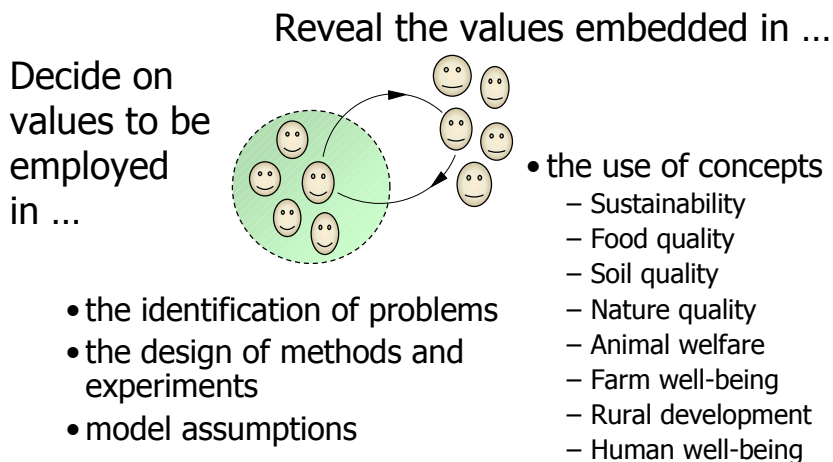 Reveal the values embedded in ...
Decide on
values to be
employed
in ...
• the identification of problems
• the design of methods and
experiments
• model assumptions
• the use of concepts
– Sustainability
– Food quality
– Soil quality
– Nature quality
– Animal welfare
– Farm well-being
– Rural development
– Human well-being